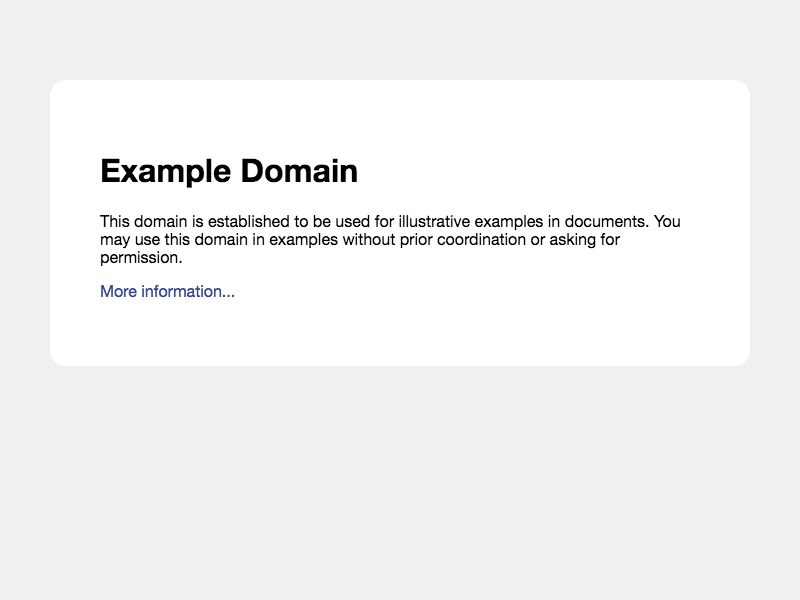 Example Domain
This domain is established to be used for illustrative examples in documents. You
may use this domain in examples without prior coordination or asking for
permission.
More information...